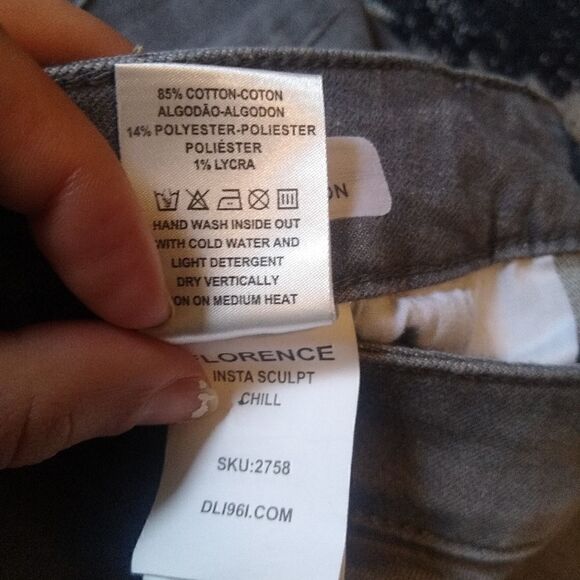 85% COTTON-COTON
ALGODÃO-ALGODON
14% POLYESTER-POLIESTER
POLIÉSTER
1% LYCRA
HAND WASH INSIDE OUT
WITH COLD WATER AND
LIGHT DETERGENT
DRY VERTICALLY
ON MEDIUM HEAT
FLORENCE
INSTA SCULPT
CHILL
SKU:2758
DL1961.COM